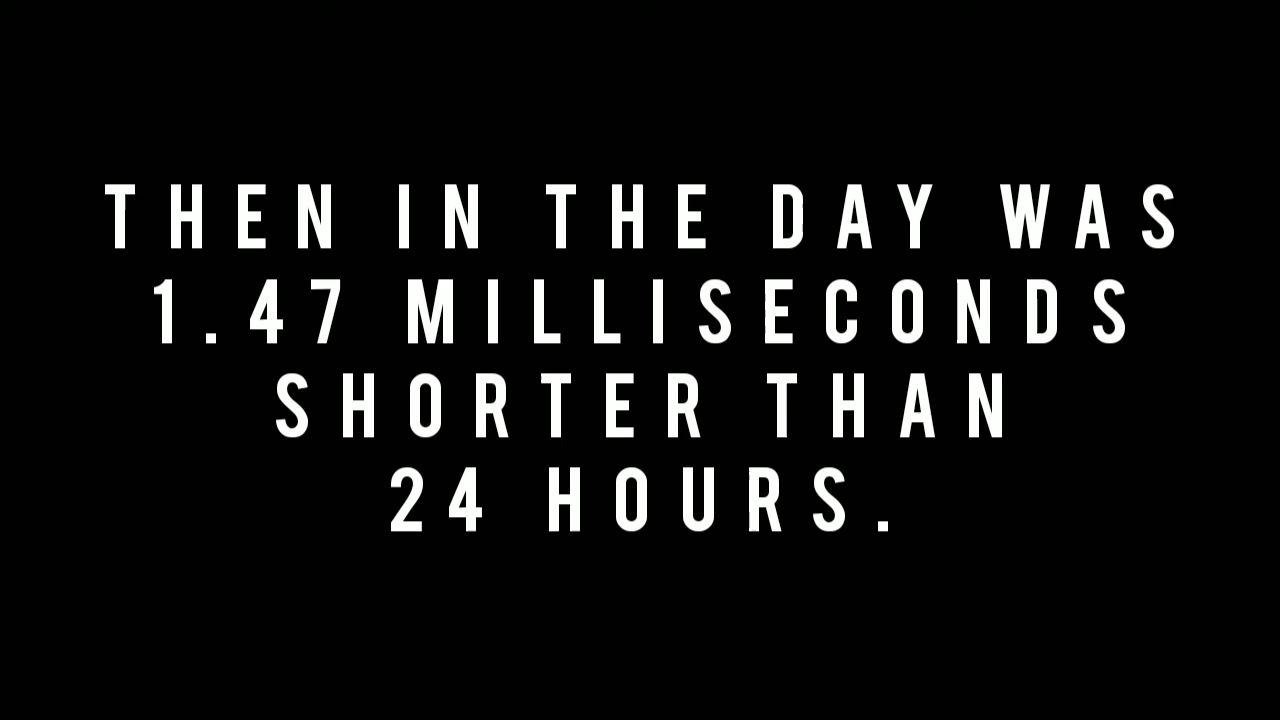 THEN IN THE DAY WAS
1.47 MILLISECONDS
SHORTER THAN
24 HOURS.